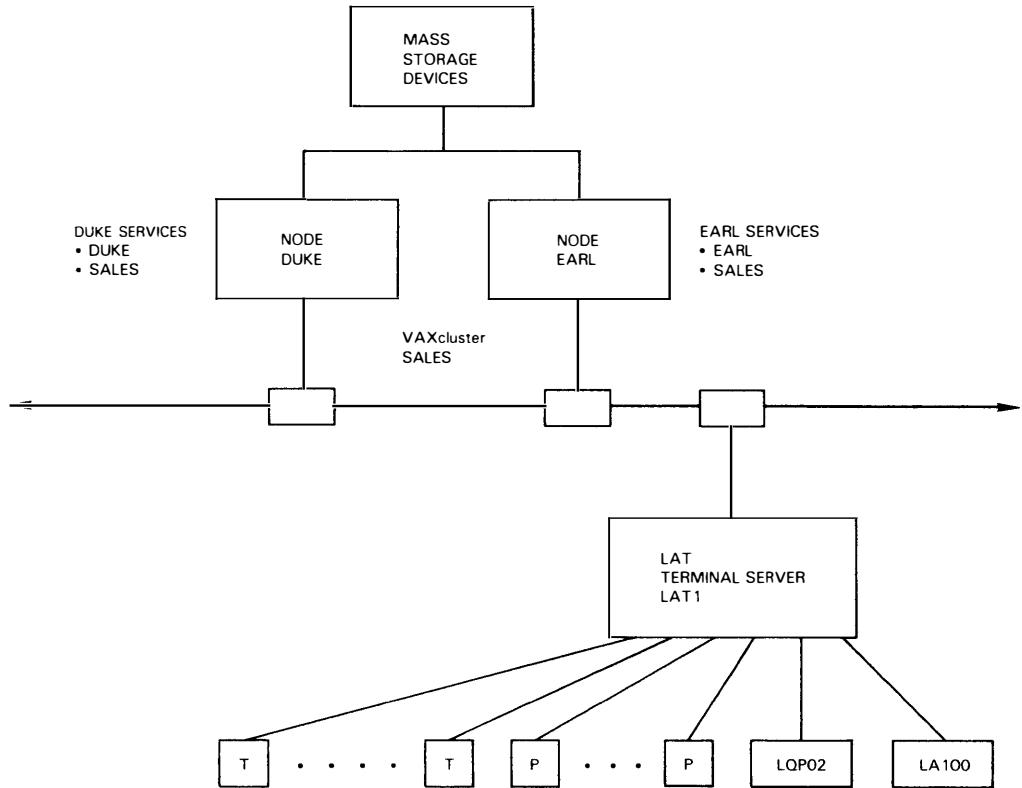 MASS
STORAGE
DEVICES
DUKE SERVICES
• DUKE
• SALES
NODE
DUKE
NODE
EARL
EARL SERVICES
• EARL
• SALES
VAXcluster
SALES
LAT
TERMINAL SERVER
LAT1
T . . . . T P . . . P LQP02 LA100